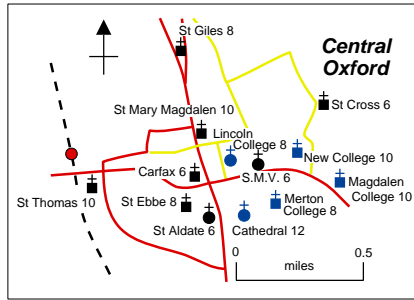 St Giles 8
Central
Oxford
St Mary Magdalen 10
St Cross 6
Lincoln
College 8
New College 10
Carfax 6
S.M.V. 6
Magdalen
College 10
St Thomas 10
St Ebbe 8
Merton
College 8
St Aldate 6
Cathedral 12
0
0.5
miles